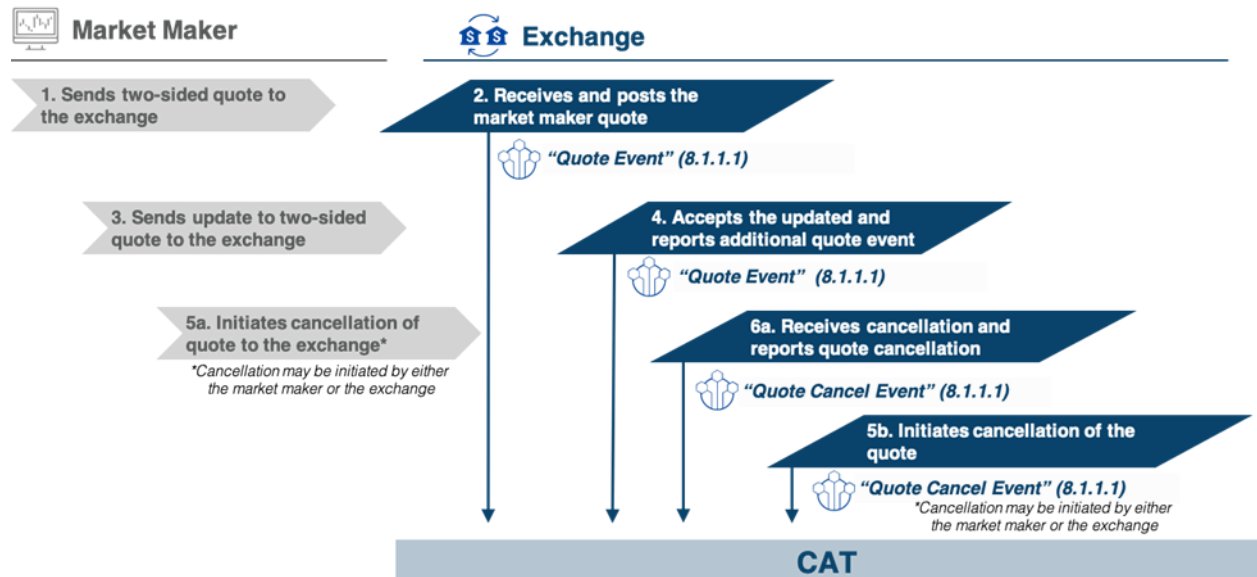 Market Maker
Exchange
1. Sends two-sided quote to
the exchange
2. Receives and posts the
market maker quote
“Quote Event” (8.1.1.1)
3. Sends update to two-sided
quote to the exchange
4. Accepts the updated and
reports additional quote event
“Quote Event” (8.1.1.1)
5a. Initiates cancellation of
quote to the exchange*
*Cancellation may be initiated by either
the market maker or the exchange
6a. Receives cancellation and
reports quote cancellation
“Quote Cancel Event” (8.1.1.1)
5b. Initiates cancellation of the
quote
“Quote Cancel Event” (8.1.1.1)
*Cancellation may be initiated by either
the market maker or the exchange
CAT